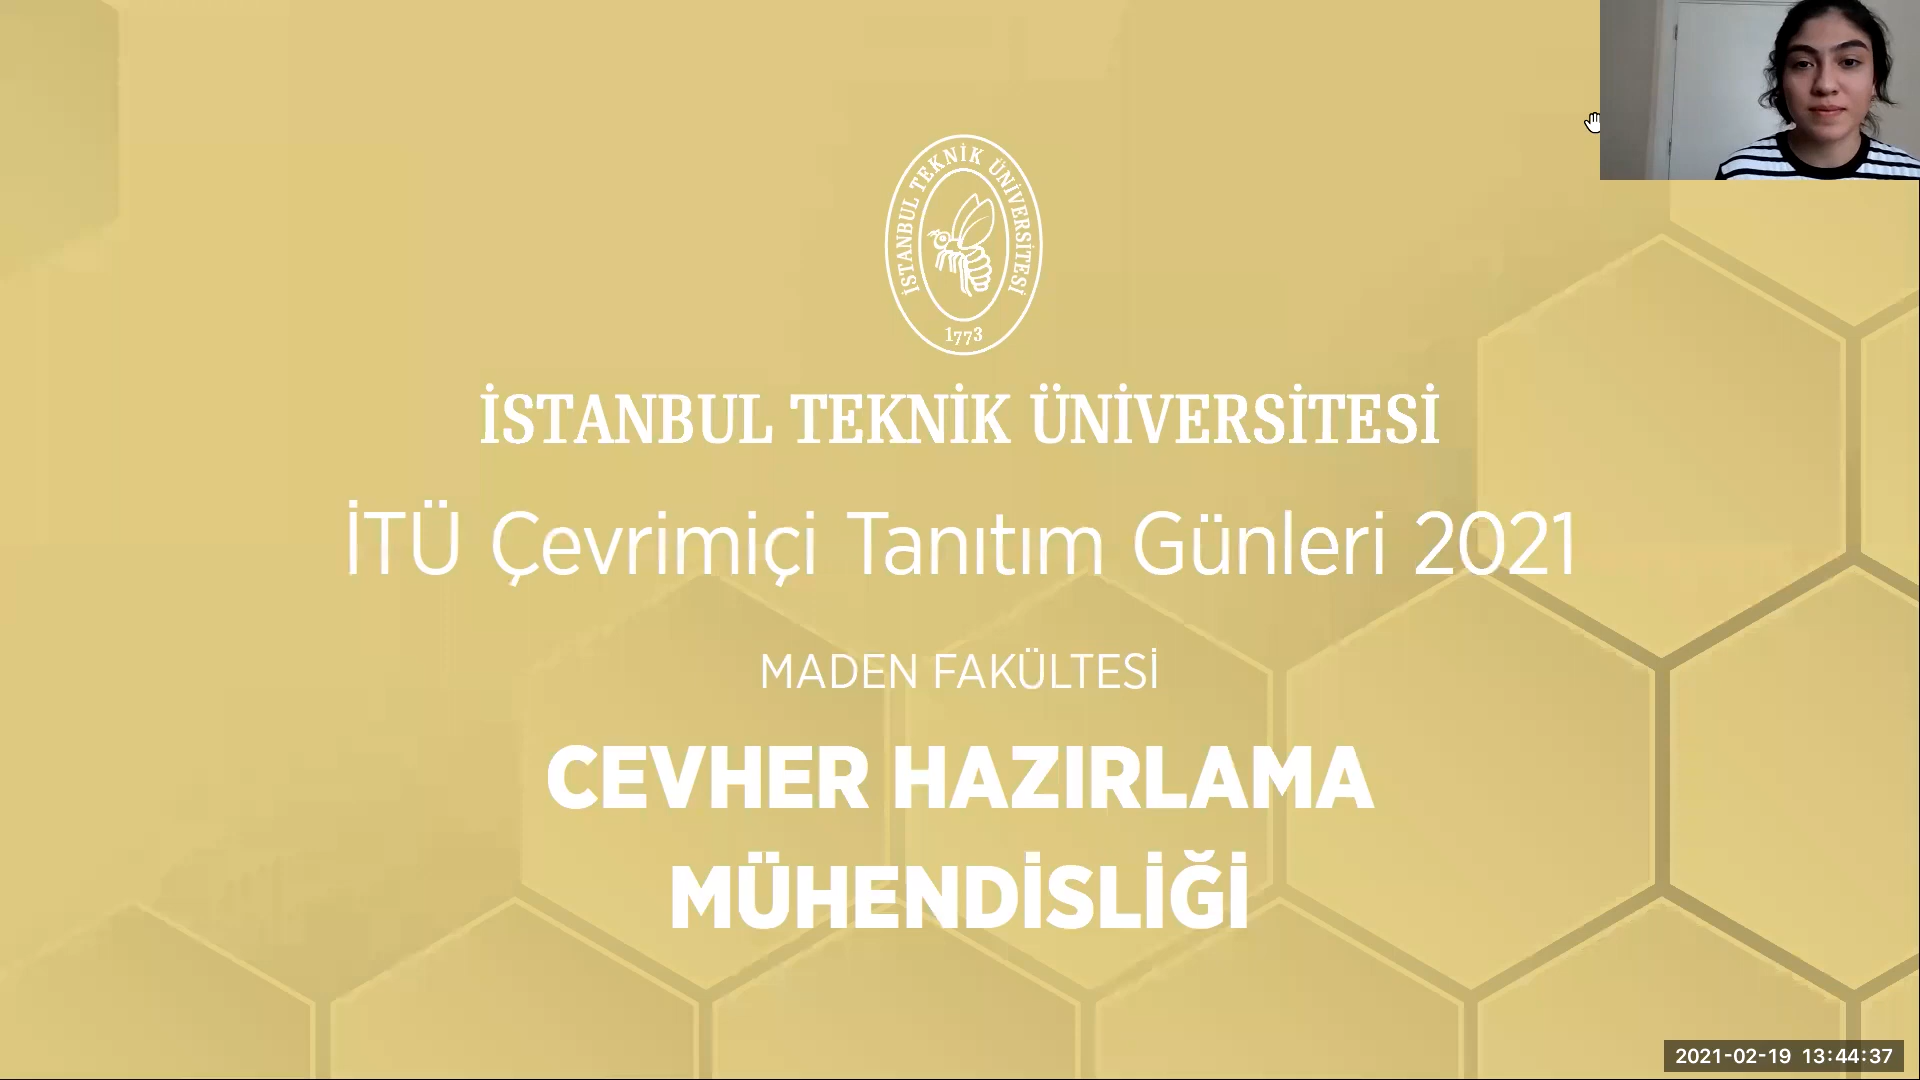 İSTANBUL TEKNİK ÜNİVERSİTESİ
1773
İSTANBUL TEKNİK ÜNİVERSİTESİ
İTÜ Çevrimiçi Tanıtım Günleri 2021
MADEN FAKÜLTESİ
CEVHER HAZIRLAMA
MÜHENDİSLİĞİ
2021-02-19 13:44:37